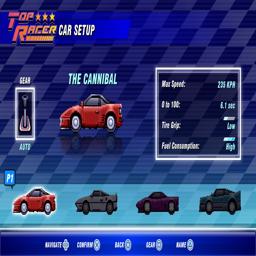 TOP RACER
CAR SETUP
GEAR
AUTO
THE CANNIBAL
Max Speed: 235 KPH
0 to 100: 6.1 sec
Tire Grip: Low
Fuel Consumption: High
P1
NAVIGATE
CONFIRM
BACK
GEAR
NAME